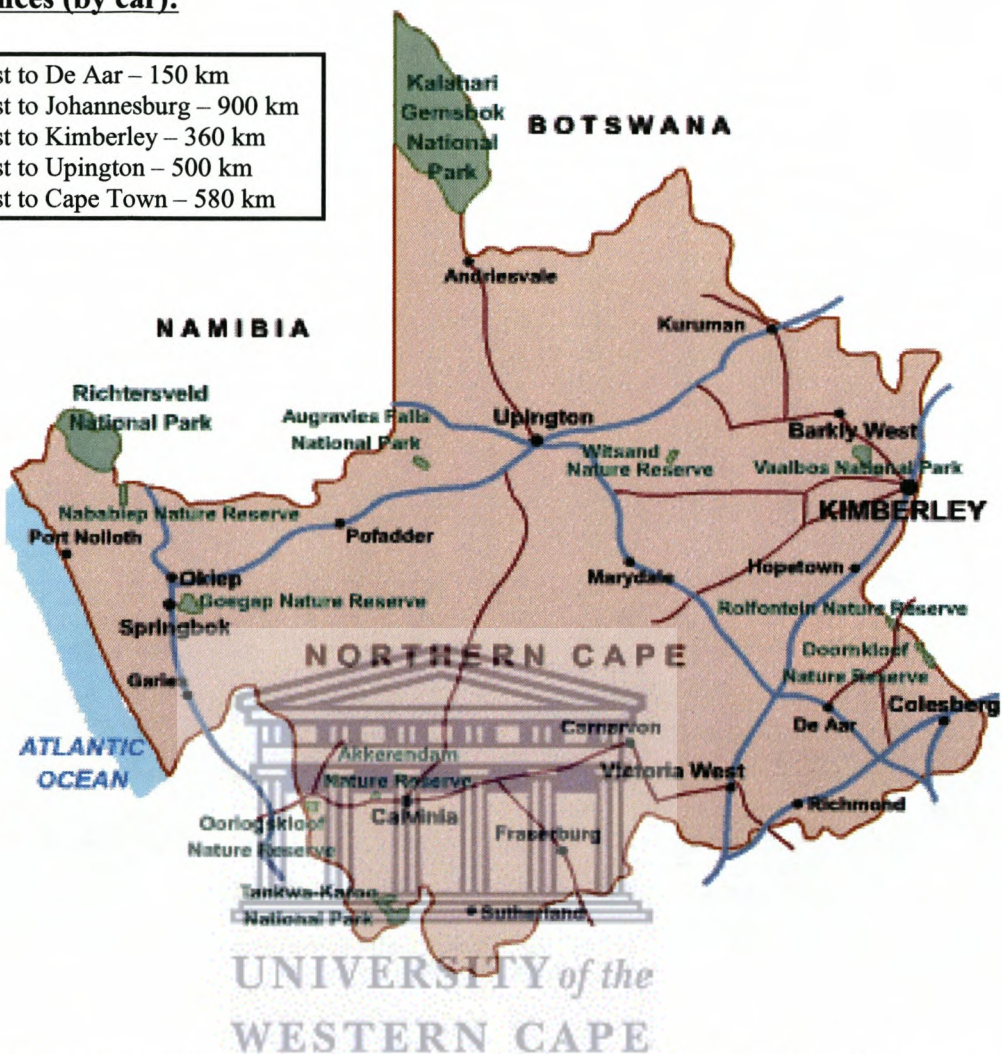 (by car):
st to De Aar – 150 km
st to Johannesburg – 900 km
st to Kimberley – 360 km
st to Upington – 500 km
st to Cape Town – 580 km
Kalahari
Gemsbok
National
Park
BOTSWANA
Andriesvale
NAMIBIA
Kuruman
Richtersveld
National Park
Augravies Falls
National Park
Upington
Barkly West
Witsand
Nature Reserve
Vaalbos National Park
KIMBERLEY
Nababiep Nature Reserve
Port Nolloth
Pofadder
Okiep
Marydale
Hopetown
Goegap Nature Reserve
Rolfontein Nature Reserve
Springbok
NORTHERN CAPE
Doornkloof
Nature Reserve
Garies
Colesberg
De Aar
Carnarvon
ATLANTIC
OCEAN
Akkerendam
Nature Reserve
Victoria West
Calvinia
Richmond
Oorlogskloof
Nature Reserve
Fraserburg
Tankwa-Karoo
National Park
Sutherland
UNIVERSITY of the
WESTERN CAPE